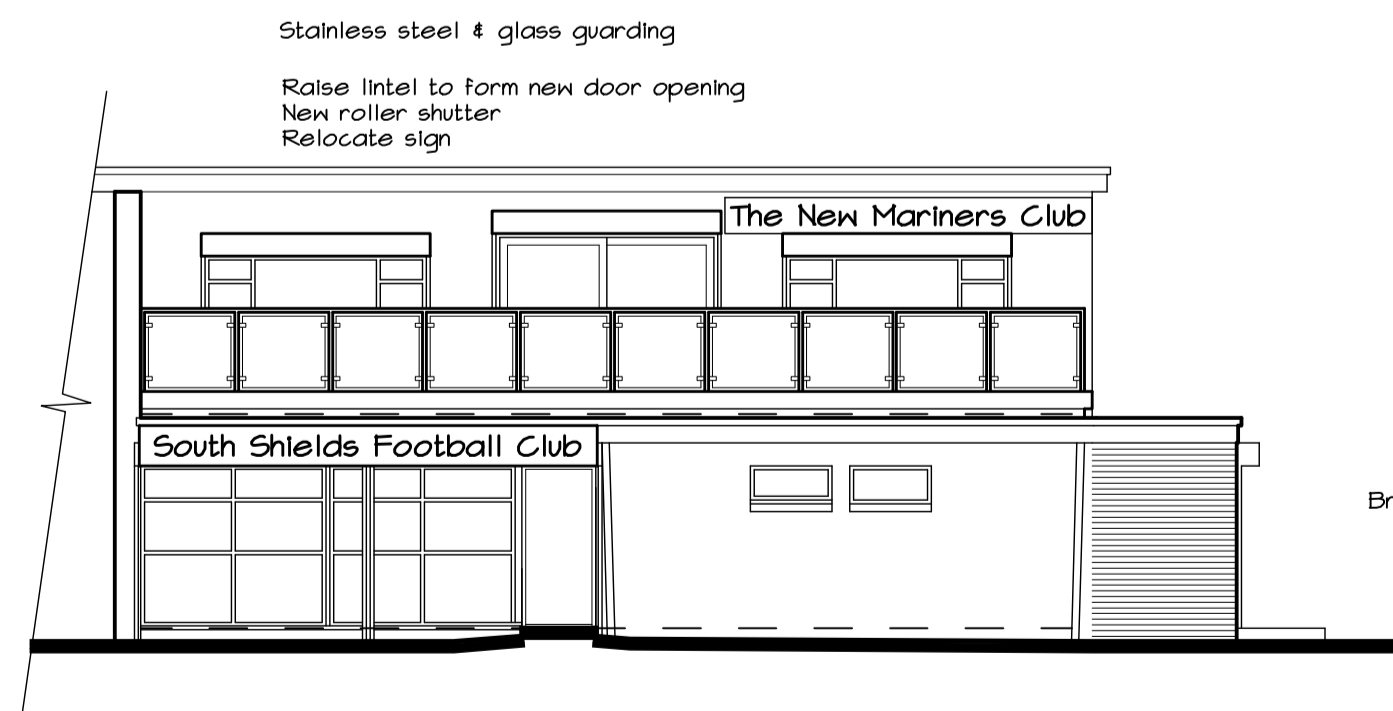 Stainless steel & glass guarding
Raise lintel to form new door opening
New roller shutter
Relocate sign
The New Mariners Club
South Shields Football Club
Br